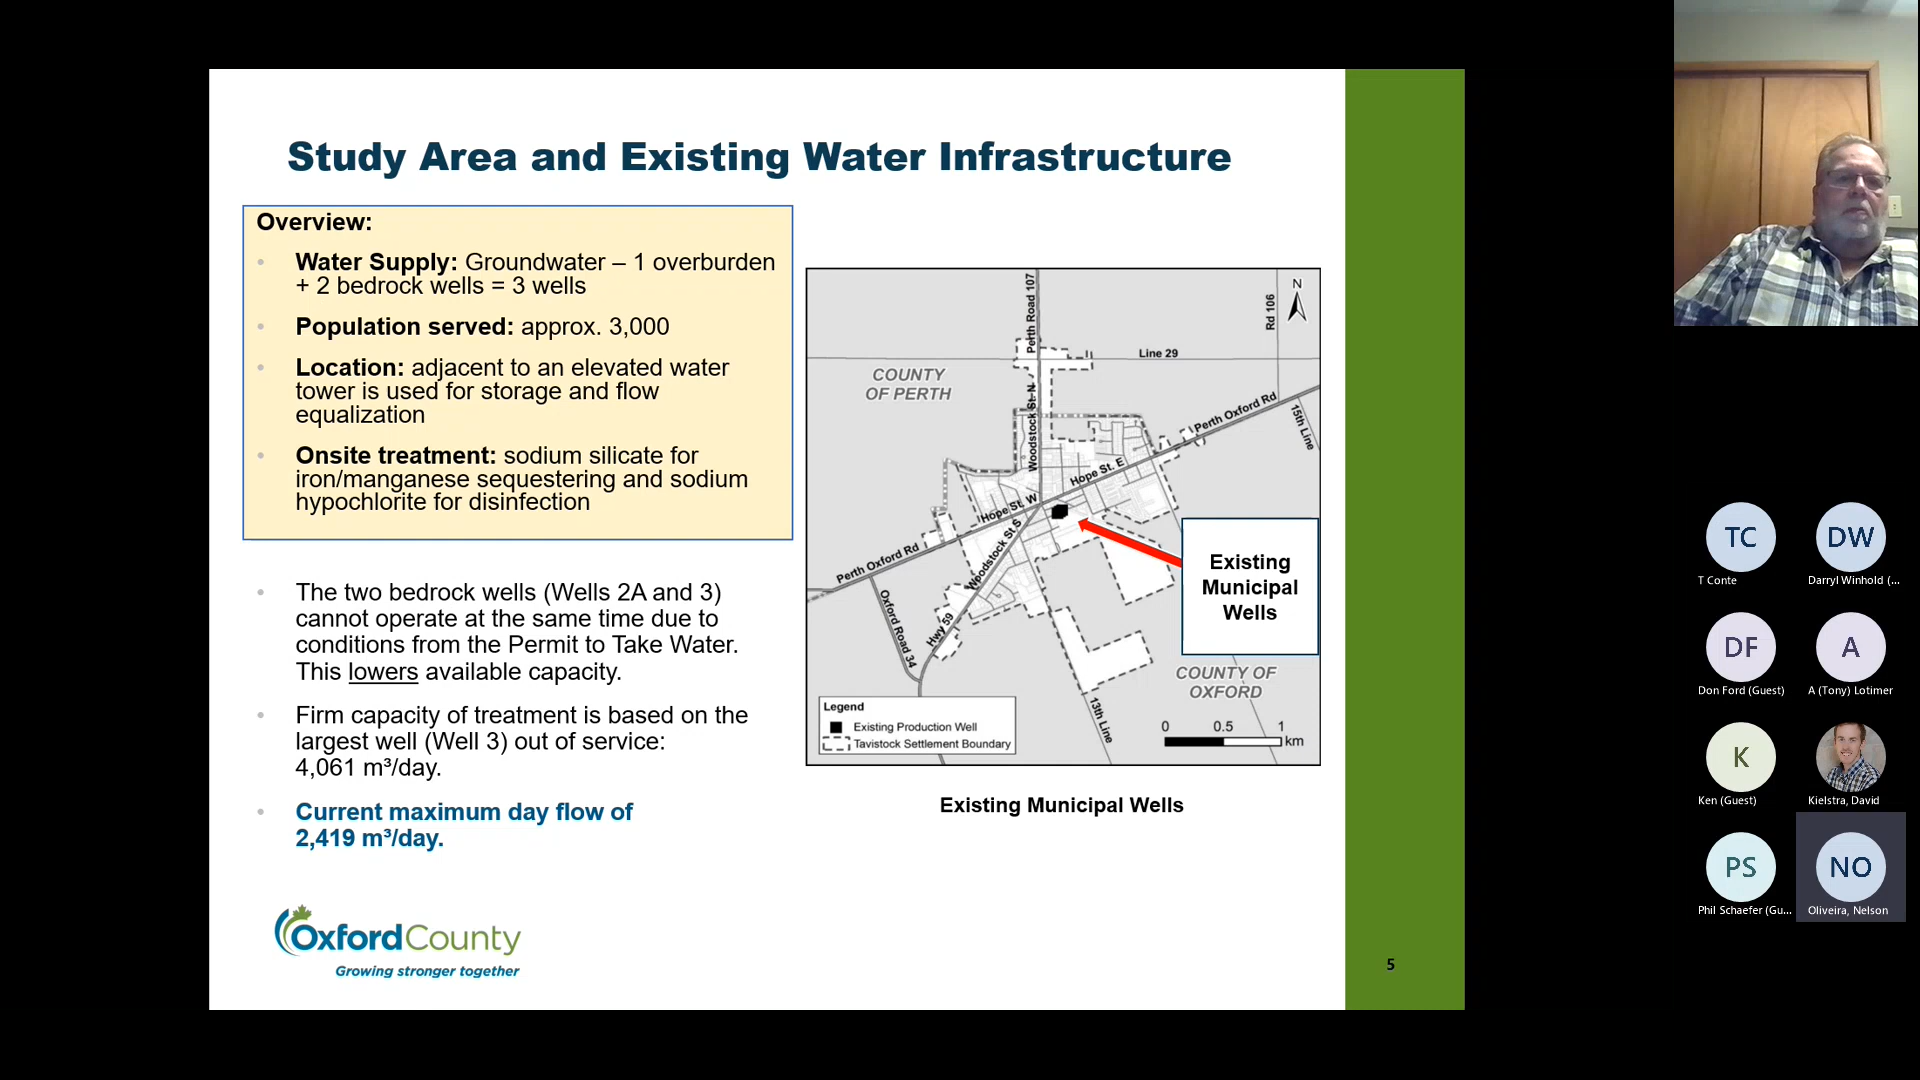 Study Area and Existing Water Infrastructure
Overview:
• Water Supply: Groundwater – 1 overburden
+ 2 bedrock wells = 3 wells
• Population served: approx. 3,000
• Location: adjacent to an elevated water
tower is used for storage and flow
equalization
• Onsite treatment: sodium silicate for
iron/manganese sequestering and sodium
hypochlorite for disinfection
• The two bedrock wells (Wells 2A and 3)
cannot operate at the same time due to
conditions from the Permit to Take Water.
This lowers available capacity.
• Firm capacity of treatment is based on the
largest well (Well 3) out of service:
4,061 m³/day.
• Current maximum day flow of
2,419 m³/day.
OxfordCounty
Growing stronger together
Perth Road 107
Rd 106
N
Line 29
COUNTY
OF PERTH
Woodstock St. N
Perth Oxford Rd
15th Line
Hope St. E
Hope St. W
Woodstock St S
Perth Oxford Rd
Oxford Road 34
Hwy 59
Existing
Municipal
Wells
COUNTY OF
OXFORD
13th Line
Legend
Existing Production Well
Tavistock Settlement Boundary
0 0.5 1
km
Existing Municipal Wells
5
TC
T Conte
DW
Darryl Winhold (...
DF
Don Ford (Guest)
A
A (Tony) Lotimer
K
Ken (Guest)
Kielstra, David
PS
Phil Schaefer (Gu...
NO
Oliveira, Nelson